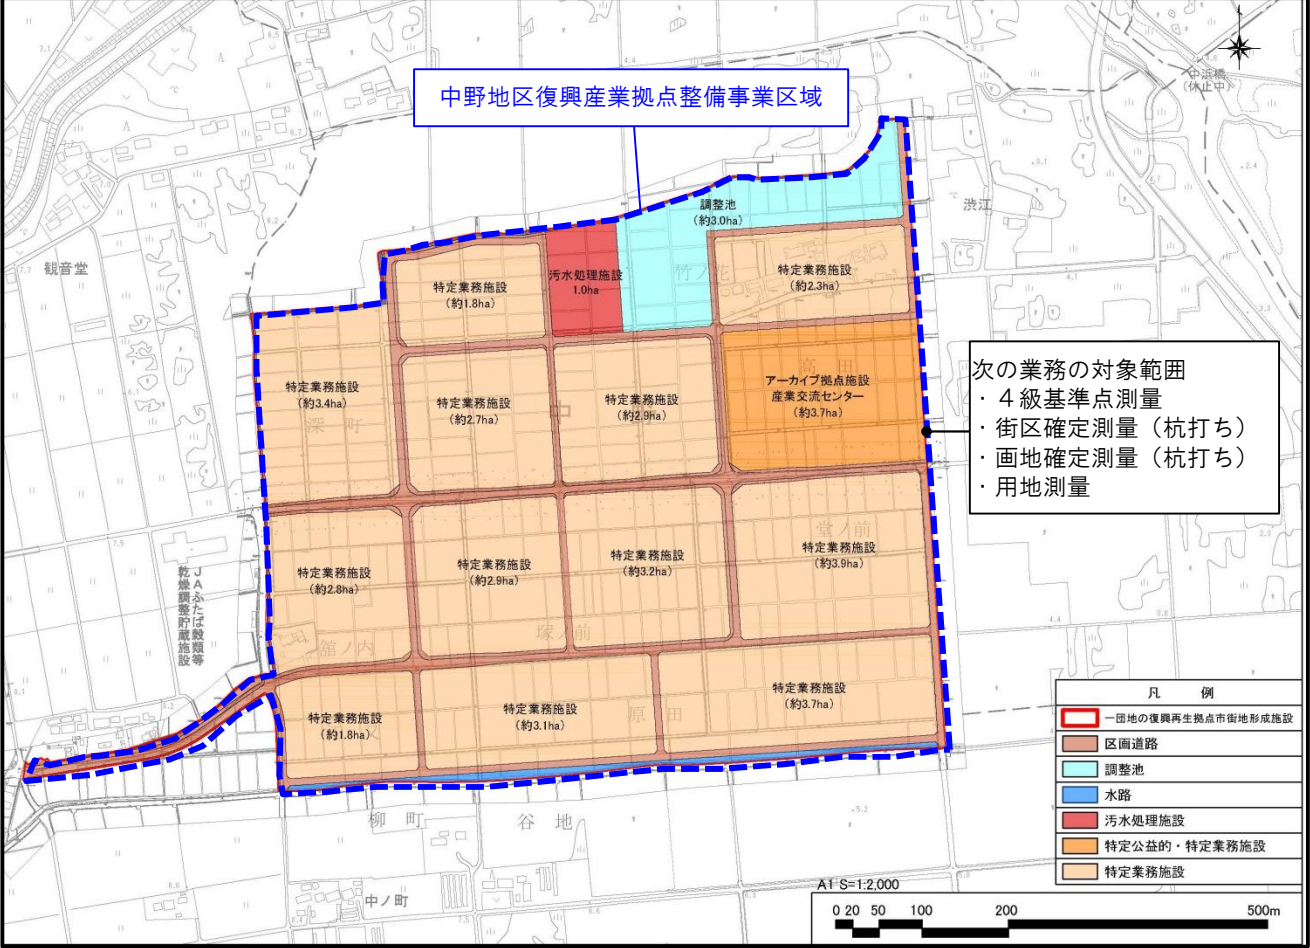 中野地区復興産業拠点整備事業区域
中浜橋
(休止中)
渋江
観音堂
調整池
(約3.0ha)
竹ノ花
汚水処理施設
1.0ha
特定業務施設
(約1.8ha)
特定業務施設
(約2.3ha)
高田
アーカイブ拠点施設
産業交流センター
(約3.7ha)
次の業務の対象範囲
・４級基準点測量
・街区確定測量（杭打ち）
・画地確定測量（杭打ち）
・用地測量
特定業務施設
(約3.4ha)
深町
特定業務施設
(約2.7ha)
中
特定業務施設
(約2.9ha)
堂ノ前
特定業務施設
(約2.8ha)
特定業務施設
(約2.9ha)
特定業務施設
(約3.2ha)
特定業務施設
(約3.9ha)
ＪＡふたば穀類等
乾燥調整貯蔵施設
舘ノ内
塚ノ前
特定業務施設
(約1.8ha)
特定業務施設
(約3.1ha)
原田
特定業務施設
(約3.7ha)
柳町
谷地
中ノ町
凡　例
一団地の復興再生拠点市街地形成施設
区画道路
調整池
水路
汚水処理施設
特定公益的・特定業務施設
特定業務施設
A1 S=1:2,000
0 20 50 100 200 500m